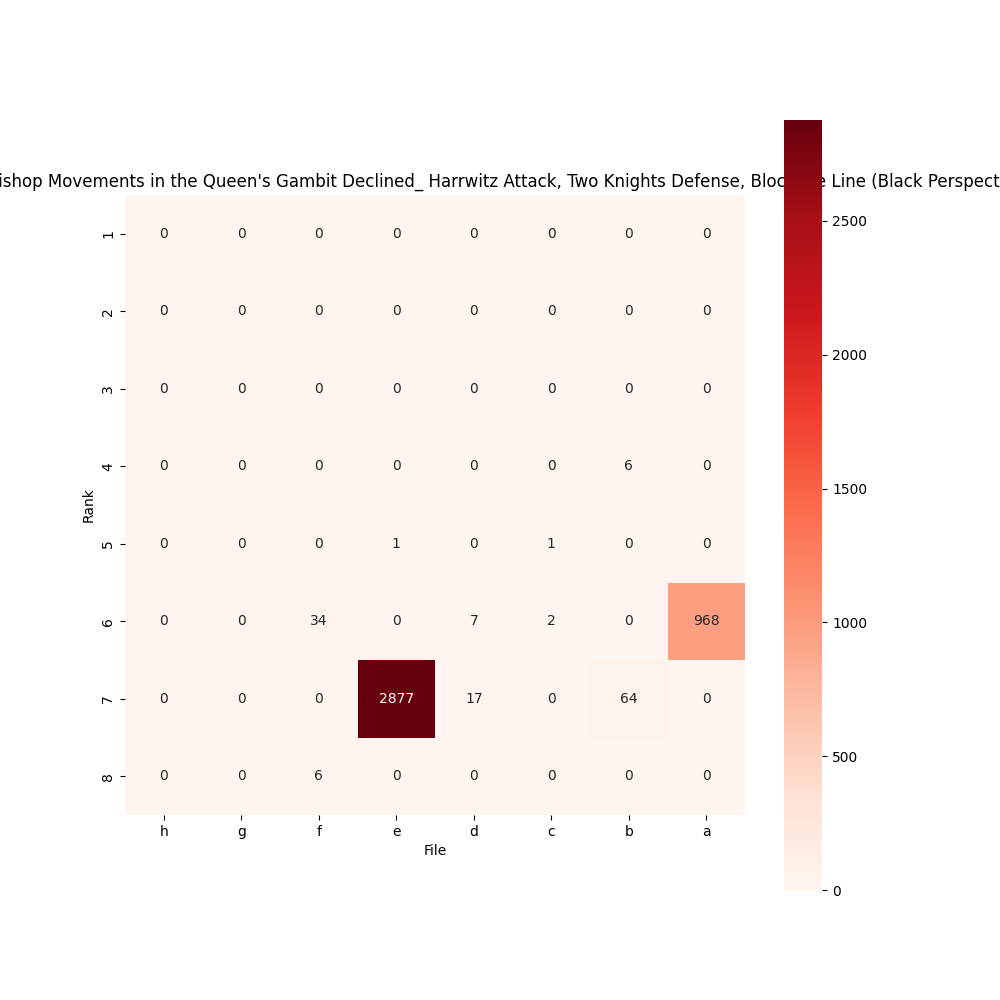 ishop Movements in the Queen's Gambit Declined_ Harrwitz Attack, Two Knights Defense, Bloc e Line (Black Perspect
2500
2000
1500
1000
500
0
Rank
1 0 0 0 0 0 0 0 0
2 0 0 0 0 0 0 0 0
3 0 0 0 0 0 0 0 0
4 0 0 0 0 0 0 6 0
5 0 0 0 1 0 1 0 0
6 0 0 34 0 7 2 0 968
7 0 0 0 2877 17 0 64 0
8 0 0 6 0 0 0 0 0
h g f e d c b a
File